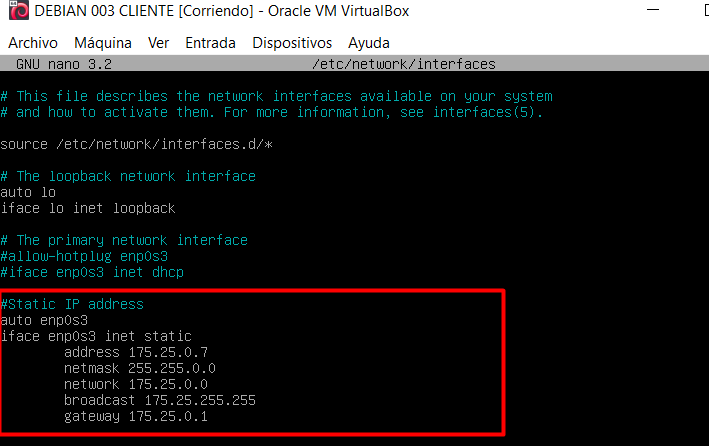 DEBIAN 003 CLIENTE [Corriendo] - Oracle VM VirtualBox
Archivo Máquina Ver Entrada Dispositivos Ayuda
GNU nano 3.2 /etc/network/interfaces
# This file describes the network interfaces available on your system
# and how to activate them. For more information, see interfaces(5).
source /etc/network/interfaces.d/*
# The loopback network interface
auto lo
iface lo inet loopback
# The primary network interface
#allow-hotplug enp0s3
#iface enp0s3 inet dhcp
#Static IP address
auto enp0s3
iface enp0s3 inet static
address 175.25.0.7
netmask 255.255.0.0
network 175.25.0.0
broadcast 175.25.255.255
gateway 175.25.0.1